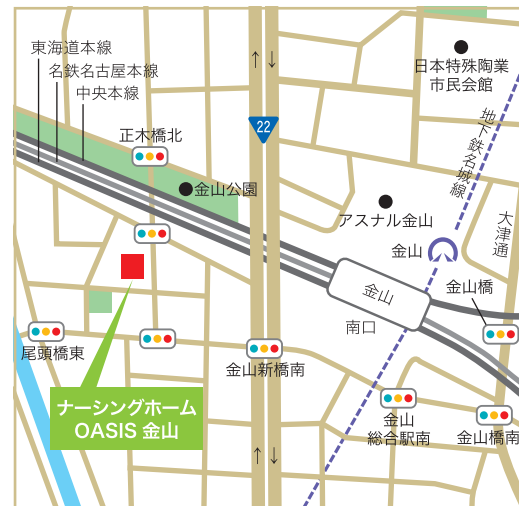 東海道本線
名鉄名古屋本線
中央本線
正木橋北
22
日本特殊陶業
市民会館
地下鉄名城線
金山公園
アスナル金山
大津通
金山
金山
金山橋
南口
尾頭橋東
金山新橋南
ナーシングホーム
OASIS 金山
金山
総合駅南
金山橋南